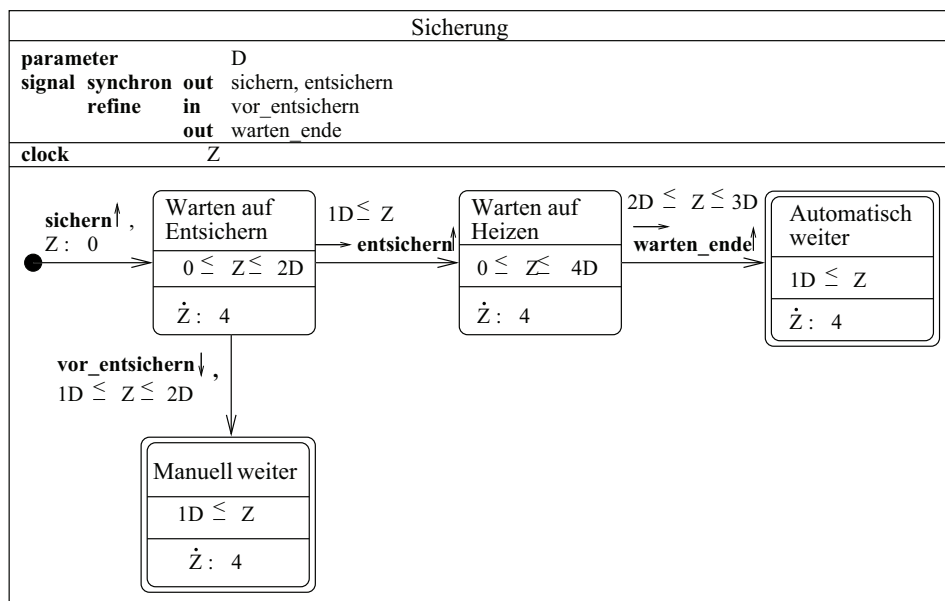 Sicherung
parameter D
signal synchron out sichern, entsichern
refine in vor_entsichern
out warten_ende
clock Z
sichern↑ ,
Z : 0
Warten auf
Entsichern
0 ≤ Z ≤ 2D
Ż : 4
1D ≤ Z
→ entsichern↑
Warten auf
Heizen
0 ≤ Z ≤ 4D
Ż : 4
2D ≤ Z ≤ 3D
→
warten_ende↑
Automatisch
weiter
1D ≤ Z
Ż : 4
vor_entsichern↓ ,
1D ≤ Z ≤ 2D
Manuell weiter
1D ≤ Z
Ż : 4